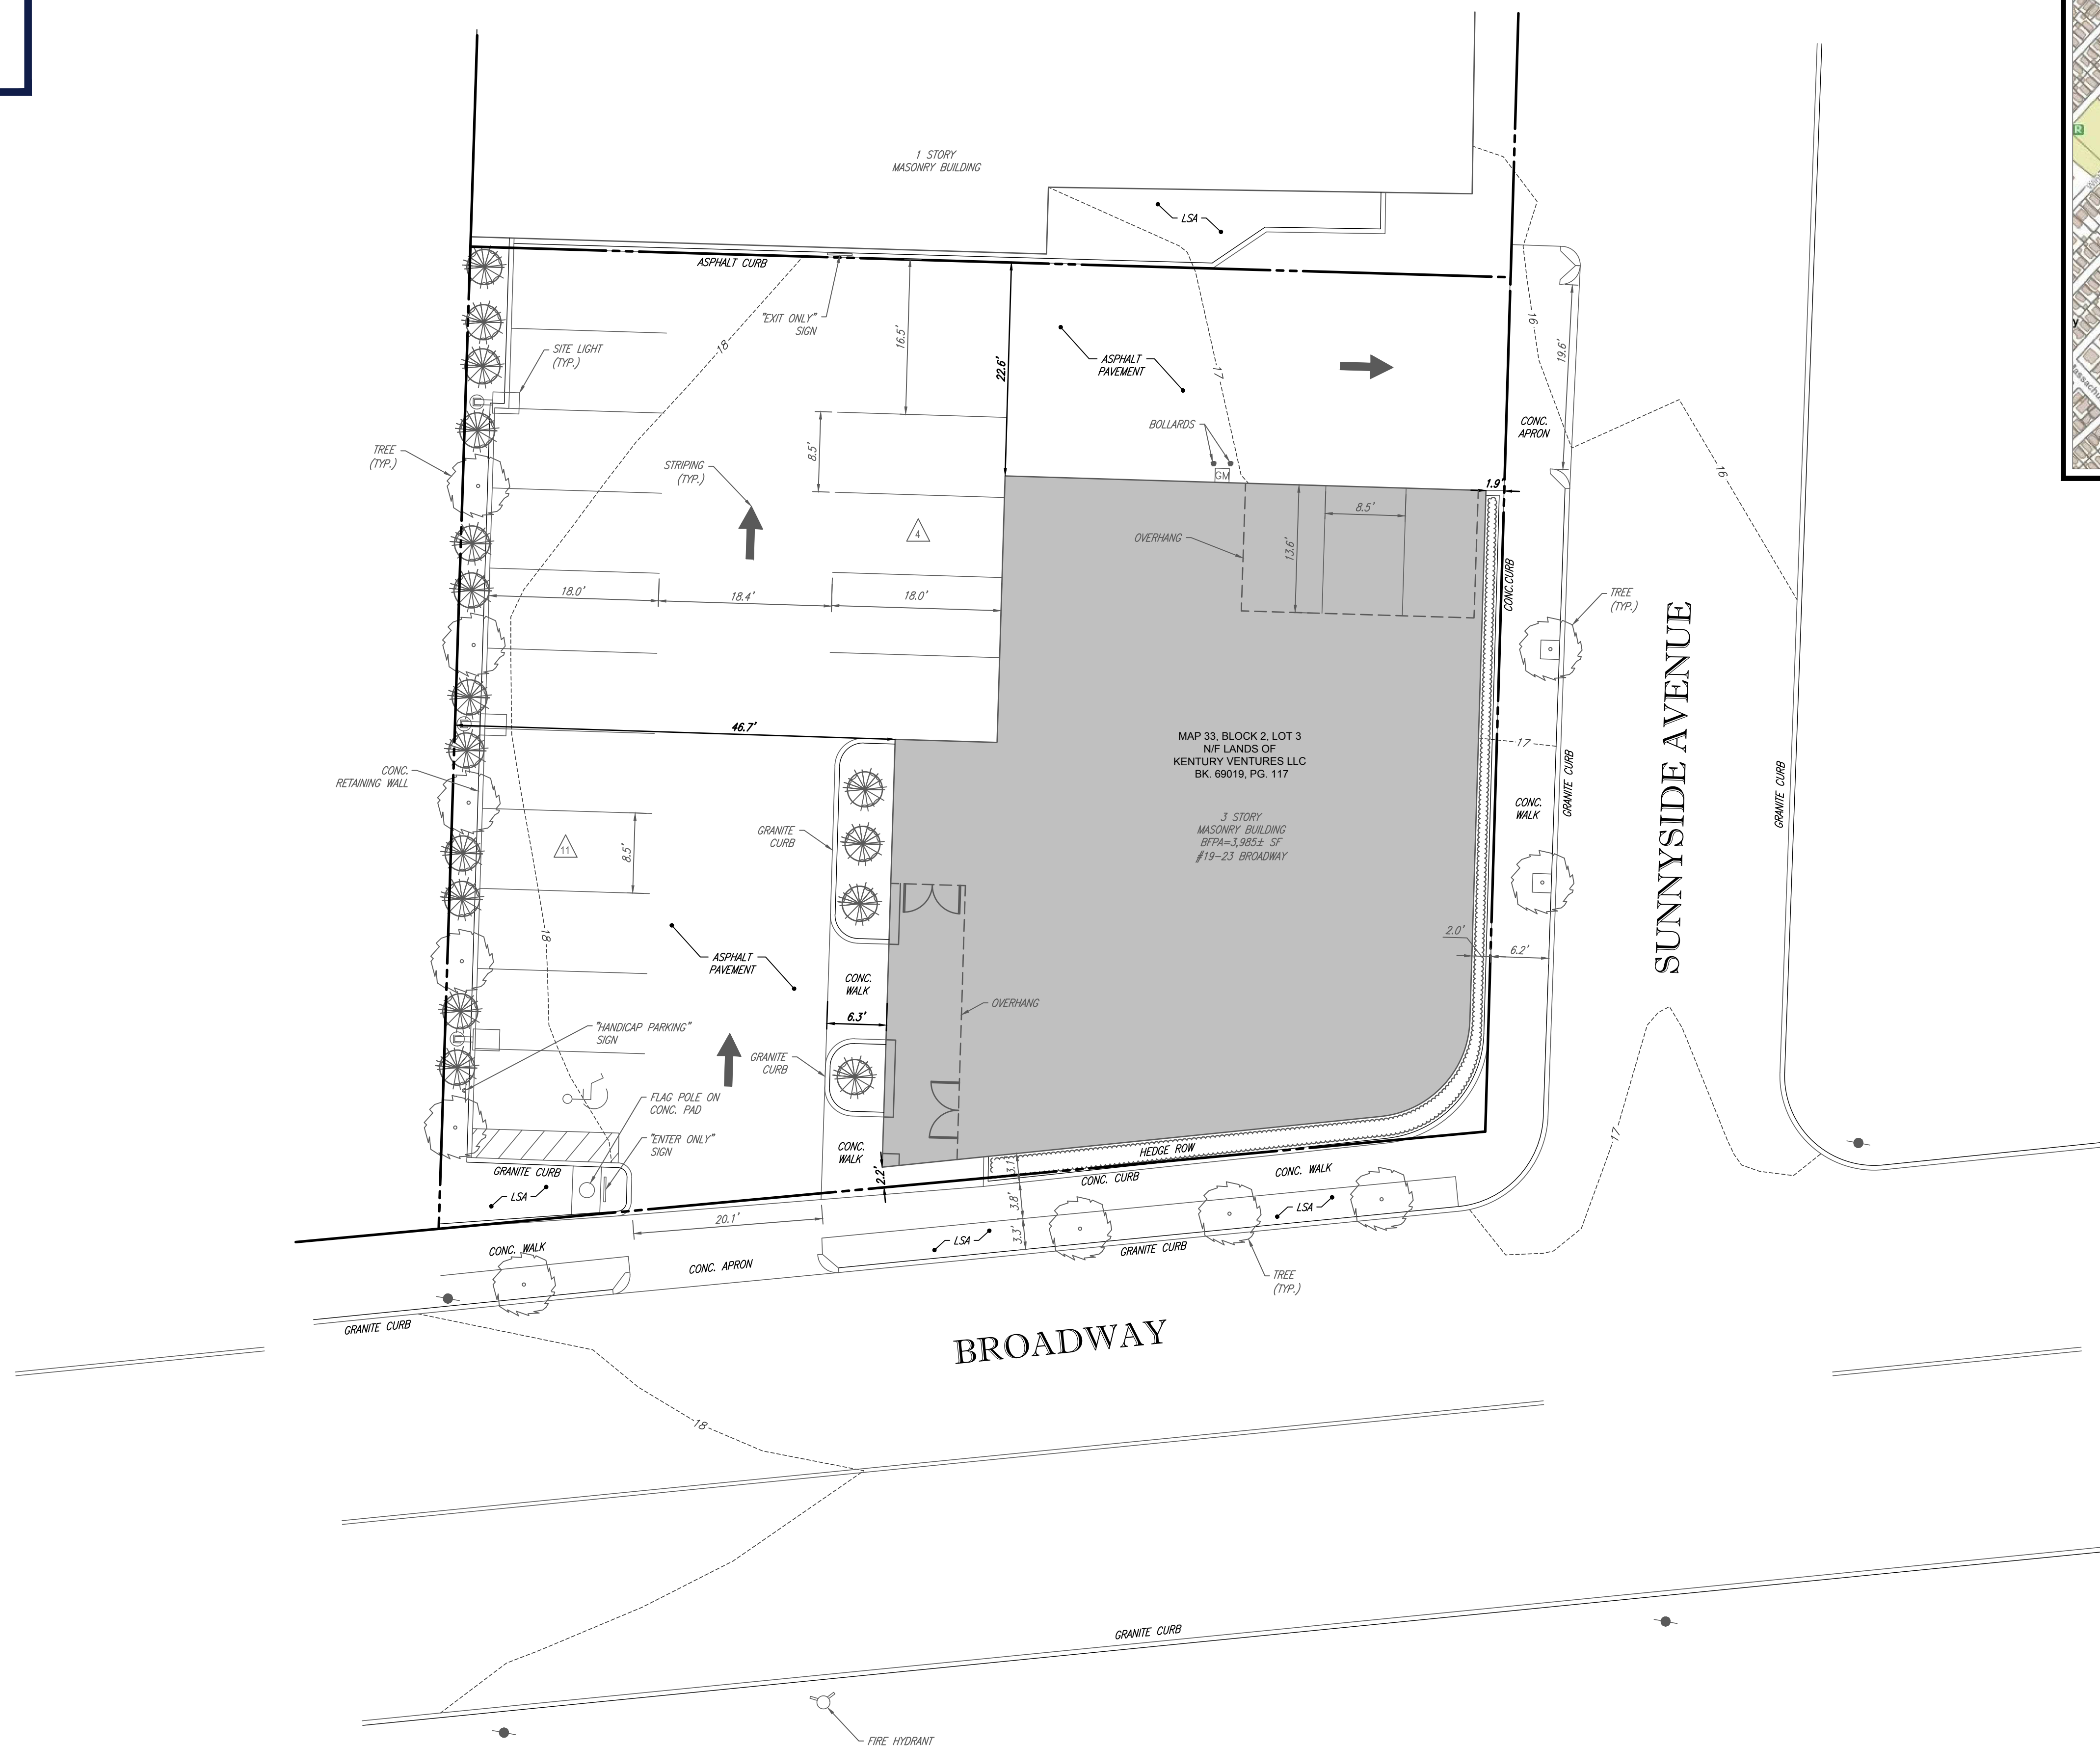 1 STORY
MASONRY BUILDING
LSA
ASPHALT CURB
"EXIT ONLY"
SIGN
18
16.5'
22.6'
ASPHALT
PAVEMENT
17
16
19.6'
SITE LIGHT
(TYP.)
CONC.
APRON
BOLLARDS
GM
8.5'
TREE
(TYP.)
STRIPING
(TYP.)
16
1.9'
8.5'
4
OVERHANG
13.6'
CONC.CURB
18.0'
18.4'
18.0'
TREE
(TYP.)
SUNNYSIDE AVENUE
46.7'
MAP 33, BLOCK 2, LOT 3
N/F LANDS OF
KENTURY VENTURES LLC
BK. 69019, PG. 117
17
CONC.
RETAINING WALL
GRANITE CURB
GRANITE CURB
CONC.
WALK
3 STORY
MASONRY BUILDING
BFPA=3,985± SF
#19-23 BROADWAY
GRANITE
CURB
11
8.5'
18
2.0'
6.2'
ASPHALT
PAVEMENT
CONC.
WALK
OVERHANG
6.3'
"HANDICAP PARKING"
SIGN
GRANITE
CURB
FLAG POLE ON
CONC. PAD
"ENTER ONLY"
SIGN
17
CONC.
WALK
HEDGE ROW
GRANITE CURB
2.2'
3.1'
CONC. CURB
CONC. WALK
LSA
3.8'
LSA
20.1'
3.3'
LSA
CONC. WALK
GRANITE CURB
CONC. APRON
TREE
(TYP.)
GRANITE CURB
BROADWAY
18
GRANITE CURB
FIRE HYDRANT